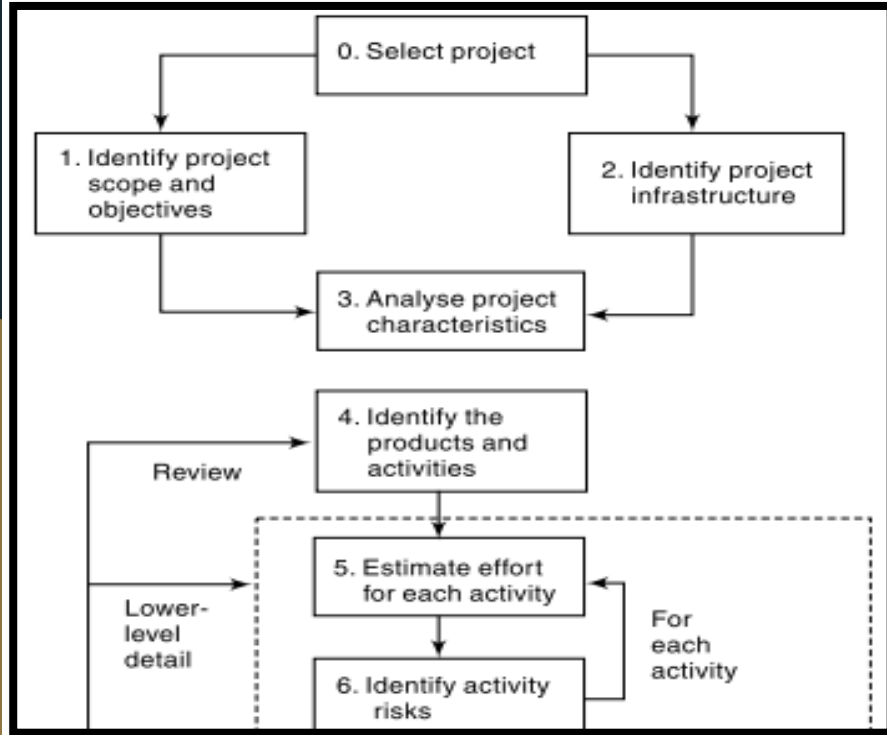 0. Select project
1. Identify project
scope and
objectives
2. Identify project
infrastructure
3. Analyse project
characteristics
4. Identify the
products and
activities
Review
5. Estimate effort
for each activity
Lower-
level
detail
For
each
activity
6. Identify activity
risks